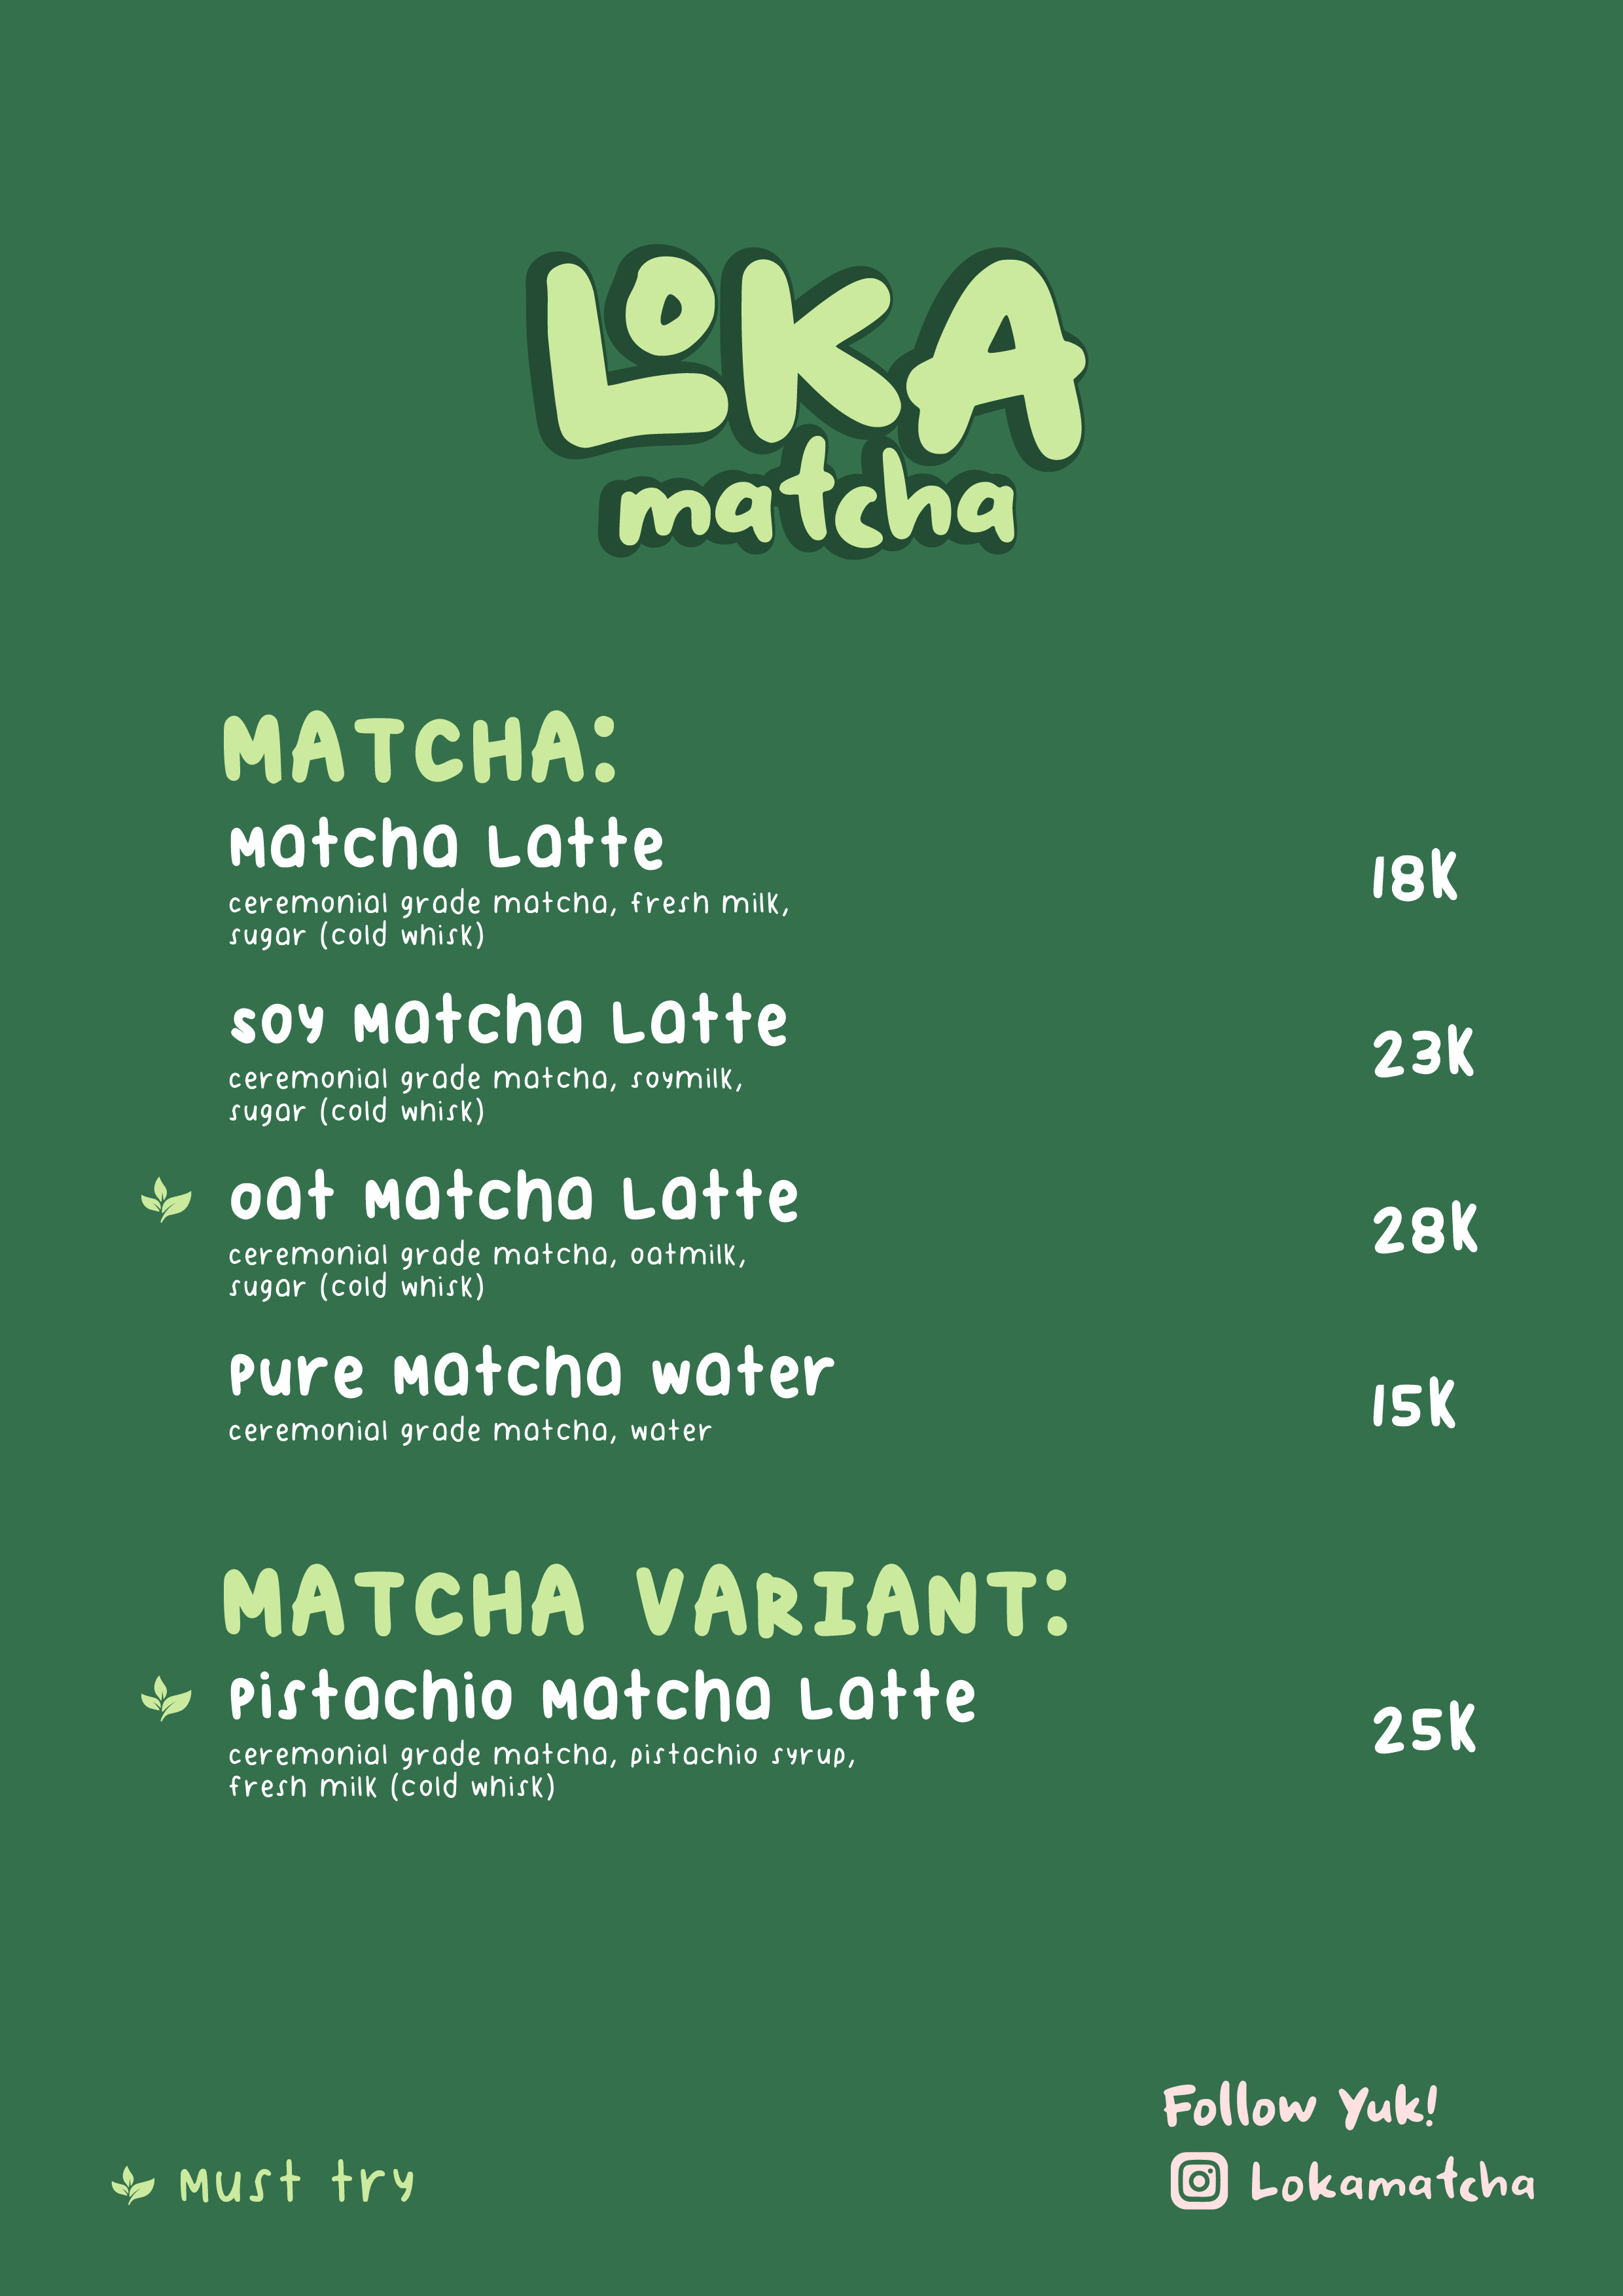 LOKA
matcha
MATCHA:
Matcha Latte
18K
ceremonial grade matcha, fresh milk,
sugar (cold whisk)
Soy Matcha Latte
23K
ceremonial grade matcha, soymilk,
sugar (cold whisk)
Oat Matcha Latte
28K
ceremonial grade matcha, oatmilk,
sugar (cold whisk)
Pure Matcha Water
15K
ceremonial grade matcha, water
MATCHA VARIANT:
Pistachio Matcha Latte
25K
ceremonial grade matcha, pistachio syrup,
fresh milk (cold whisk)
Follow Yuk!
Lokamatcha
Must try